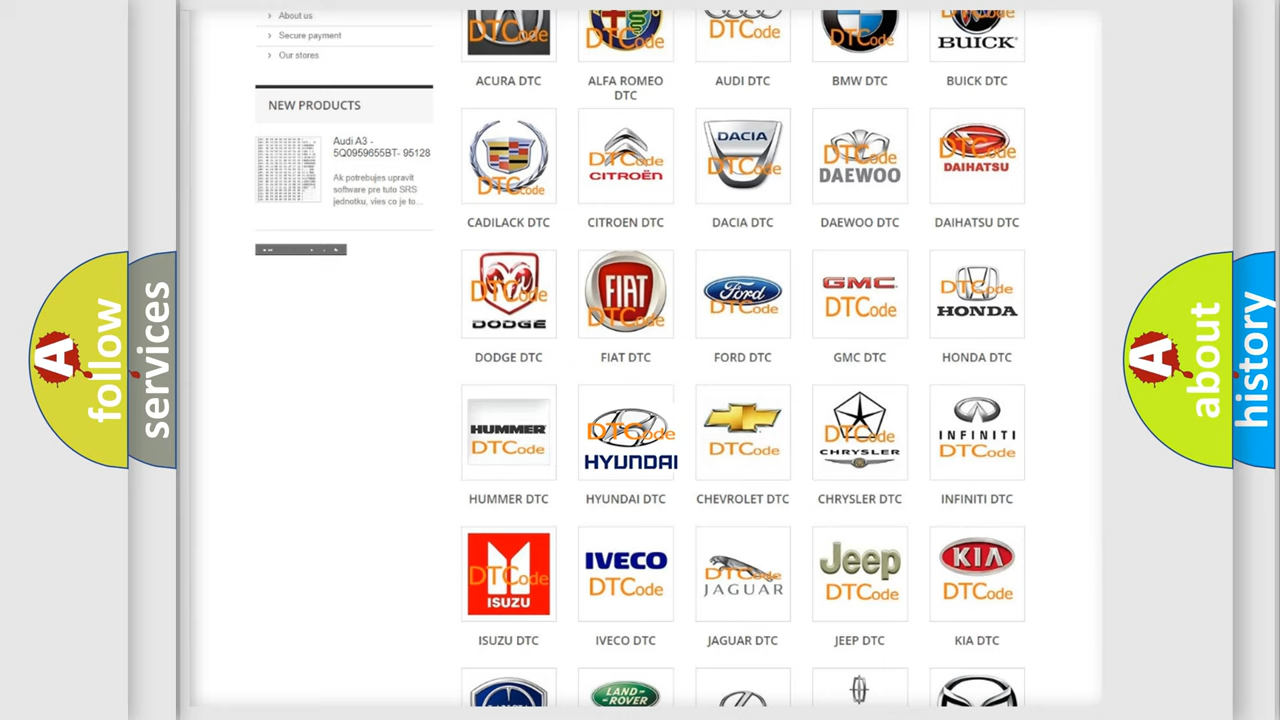 About us
Secure payment
Our stores
NEW PRODUCTS
Audi A3 -
5Q0959655BT- 95128
Ak potrebujes upravit
software pre tuto SRS
jednotku, vies co je to...
DTCode
DTCode
DTCode
DTCode
BUICK
ACURA DTC
ALFA ROMEO
DTC
AUDI DTC
BMW DTC
BUICK DTC
DTCode
DTCode
CITROËN
DACIA
DTCode
DTCode
DAEWOO
DTCode
DAIHATSU
CADILACK DTC
CITROEN DTC
DACIA DTC
DAEWOO DTC
DAIHATSU DTC
DTCode
DODGE
FIAT
DTCode
Ford
DTCode
GMC
DTCode
DTCode
HONDA
DODGE DTC
FIAT DTC
FORD DTC
GMC DTC
HONDA DTC
HUMMER
DTCode
DTCode
HYUNDAI
DTCode
DTCode
CHRYSLER
INFINITI
DTCode
HUMMER DTC
HYUNDAI DTC
CHEVROLET DTC
CHRYSLER DTC
INFINITI DTC
DTCode
ISUZU
IVECO
DTCode
DTCode
JAGUAR
Jeep
DTCode
KIA
DTCode
ISUZU DTC
IVECO DTC
JAGUAR DTC
JEEP DTC
KIA DTC
LAND-
ROVER
A
follow
services
A
about
history